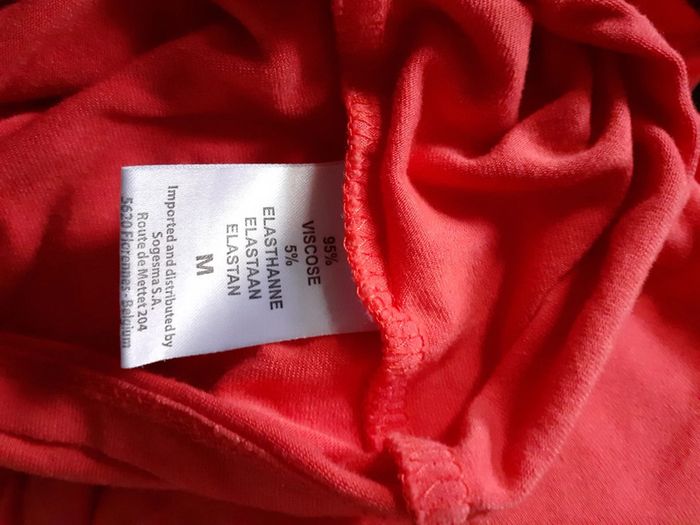 95%
VISCOSE
5%
ELASTHANNE
ELASTAAN
ELASTAN
M
Imported and distributed by
Sogesma S.A.
Route de Mettet 204
5620 Florennes - Belgium